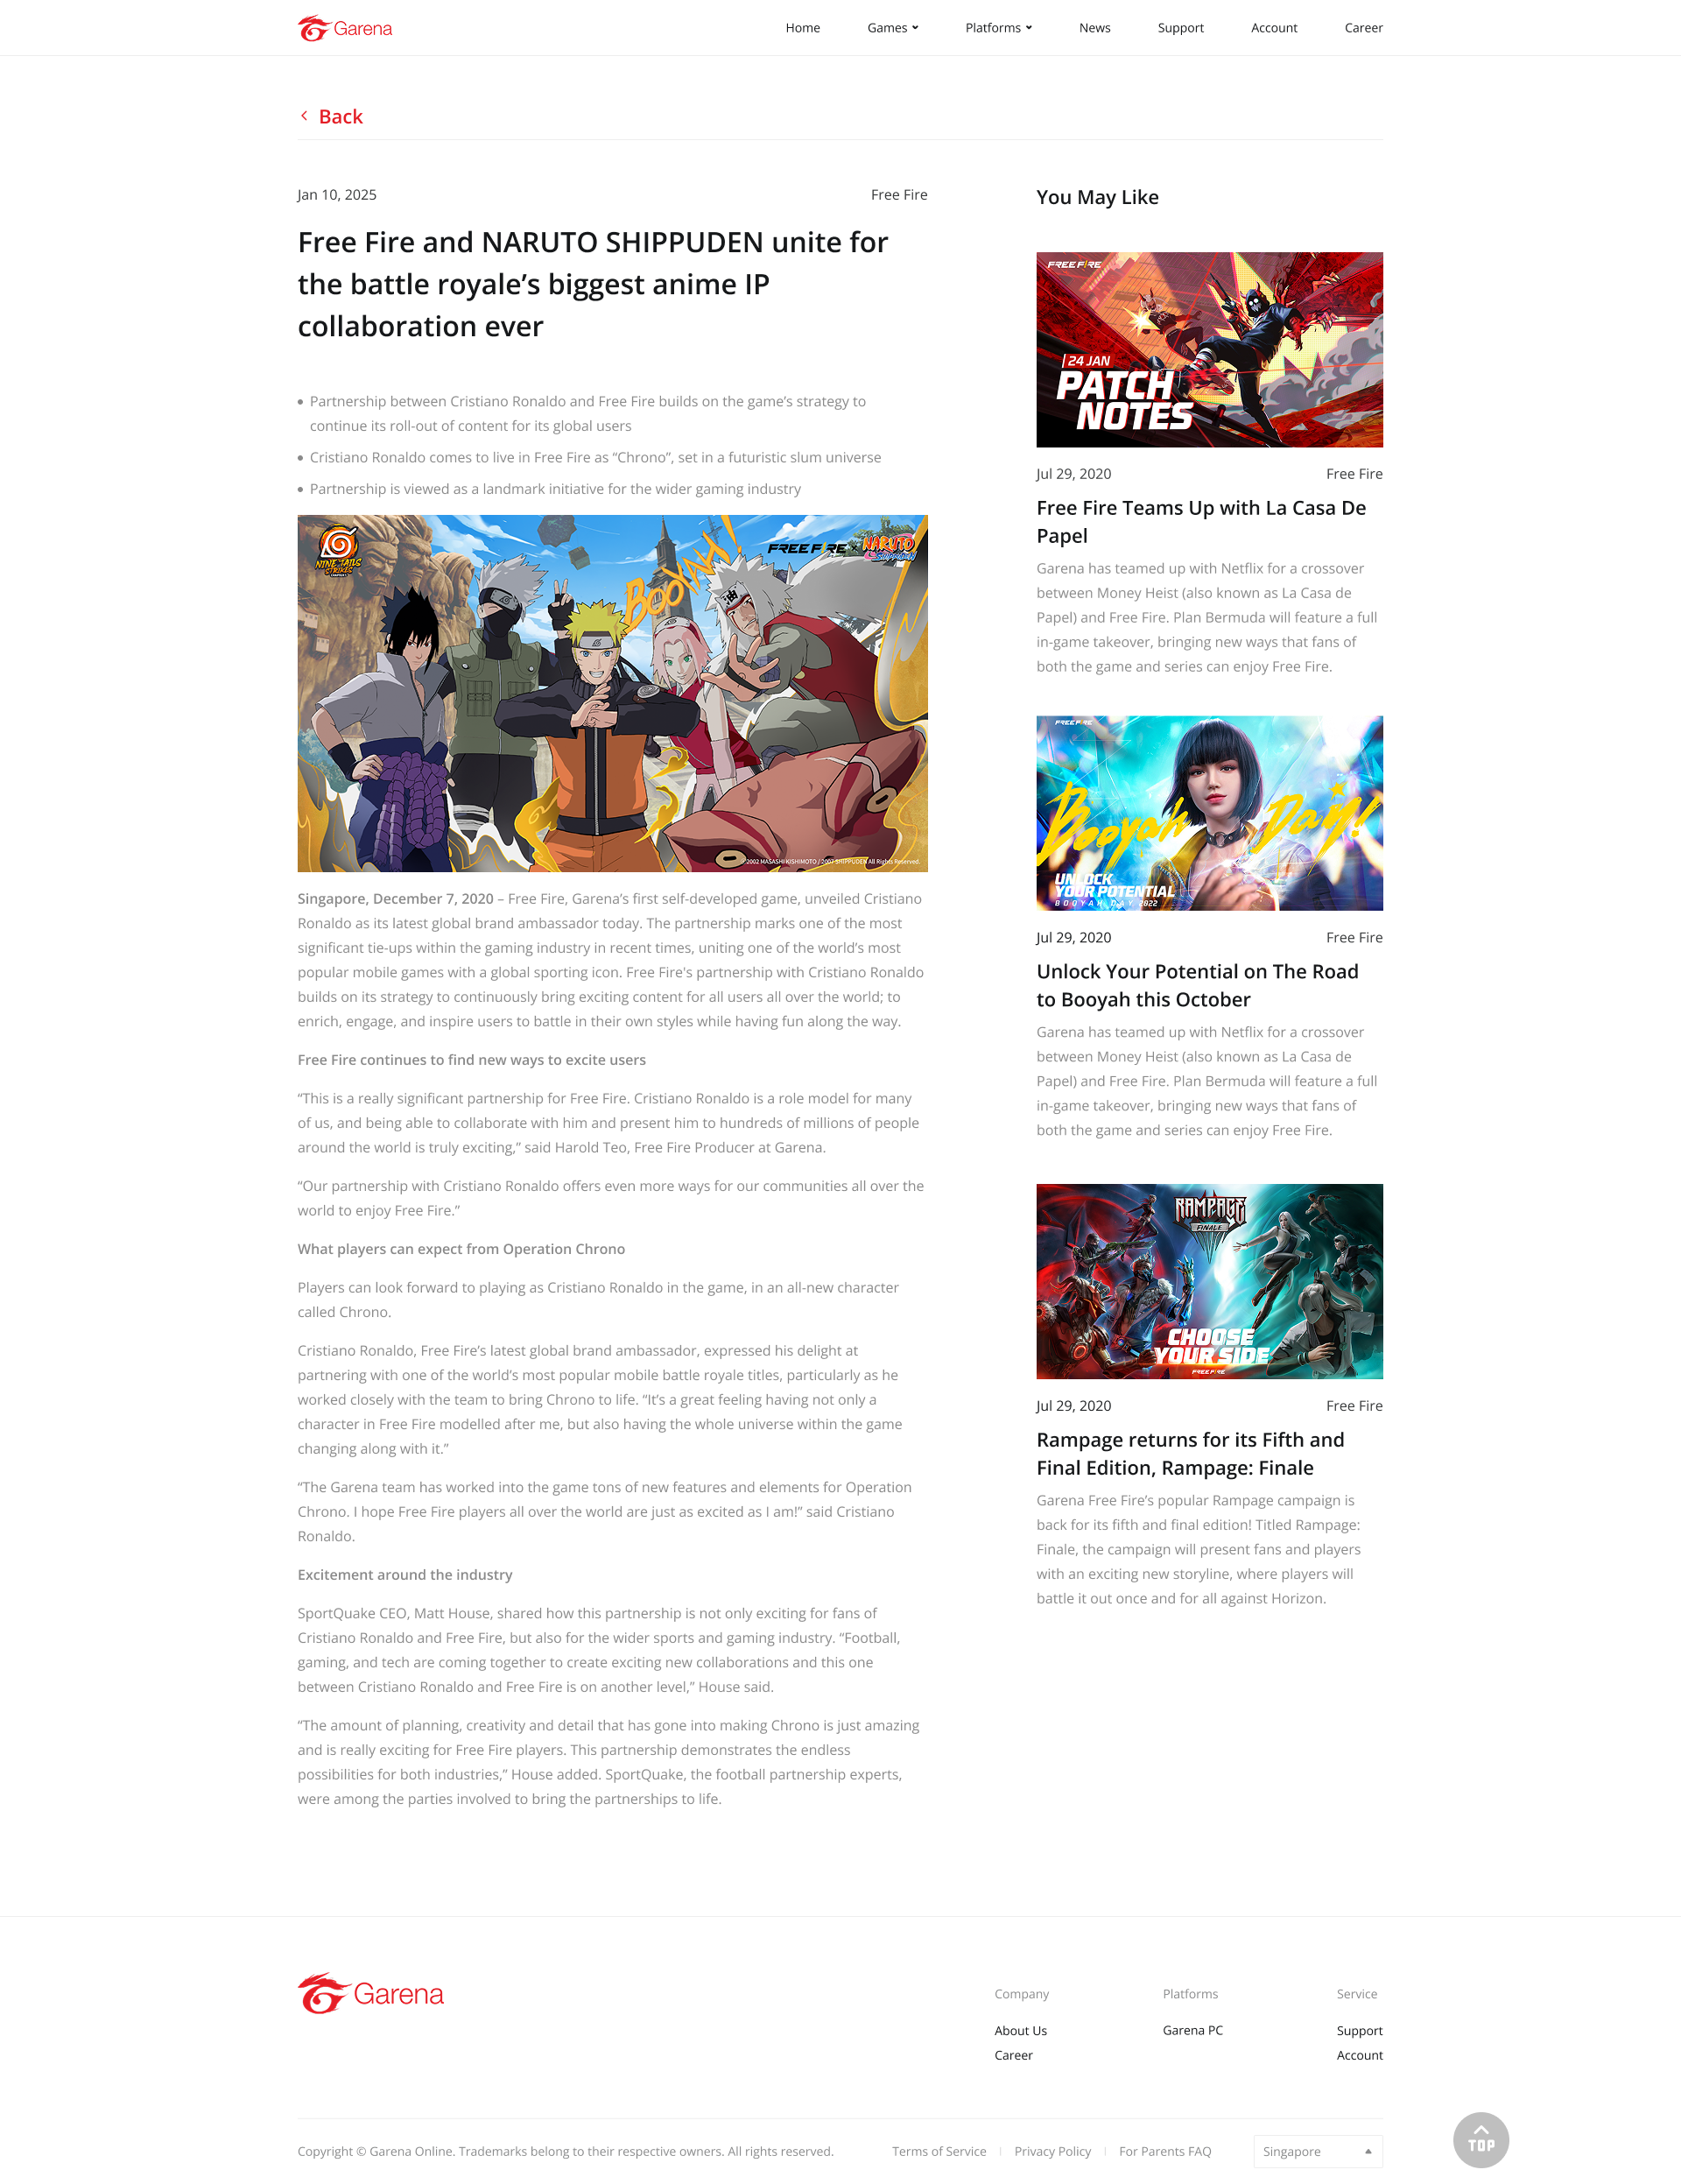 Garena
Home
Games
Platforms
News
Support
Account
Career
Back
Jan 10, 2025
Free Fire
Free Fire and NARUTO SHIPPUDEN unite for
the battle royale’s biggest anime IP
collaboration ever
Partnership between Cristiano Ronaldo and Free Fire builds on the game’s strategy to
continue its roll-out of content for its global users
Cristiano Ronaldo comes to live in Free Fire as “Chrono”, set in a futuristic slum universe
Partnership is viewed as a landmark initiative for the wider gaming industry
NINE TAILS
STRIKES
FREE FIRE
NARUTO
SHIPPUDEN
BOOYAH!
油
2002 MASASHI KISHIMOTO / 2007 SHIPPUDEN All Rights Reserved.
Singapore, December 7, 2020 – Free Fire, Garena’s first self-developed game, unveiled Cristiano
Ronaldo as its latest global brand ambassador today. The partnership marks one of the most
significant tie-ups within the gaming industry in recent times, uniting one of the world’s most
popular mobile games with a global sporting icon. Free Fire's partnership with Cristiano Ronaldo
builds on its strategy to continuously bring exciting content for all users all over the world; to
enrich, engage, and inspire users to battle in their own styles while having fun along the way.
Free Fire continues to find new ways to excite users
“This is a really significant partnership for Free Fire. Cristiano Ronaldo is a role model for many
of us, and being able to collaborate with him and present him to hundreds of millions of people
around the world is truly exciting,” said Harold Teo, Free Fire Producer at Garena.
“Our partnership with Cristiano Ronaldo offers even more ways for our communities all over the
world to enjoy Free Fire.”
What players can expect from Operation Chrono
Players can look forward to playing as Cristiano Ronaldo in the game, in an all-new character
called Chrono.
Cristiano Ronaldo, Free Fire’s latest global brand ambassador, expressed his delight at
partnering with one of the world’s most popular mobile battle royale titles, particularly as he
worked closely with the team to bring Chrono to life. “It’s a great feeling having not only a
character in Free Fire modelled after me, but also having the whole universe within the game
changing along with it.”
“The Garena team has worked into the game tons of new features and elements for Operation
Chrono. I hope Free Fire players all over the world are just as excited as I am!” said Cristiano
Ronaldo.
Excitement around the industry
SportQuake CEO, Matt House, shared how this partnership is not only exciting for fans of
Cristiano Ronaldo and Free Fire, but also for the wider sports and gaming industry. “Football,
gaming, and tech are coming together to create exciting new collaborations and this one
between Cristiano Ronaldo and Free Fire is on another level,” House said.
“The amount of planning, creativity and detail that has gone into making Chrono is just amazing
and is really exciting for Free Fire players. This partnership demonstrates the endless
possibilities for both industries,” House added. SportQuake, the football partnership experts,
were among the parties involved to bring the partnerships to life.
You May Like
FREE FIRE
24 JAN
PATCH
NOTES
Jul 29, 2020
Free Fire
Free Fire Teams Up with La Casa De
Papel
Garena has teamed up with Netflix for a crossover
between Money Heist (also known as La Casa de
Papel) and Free Fire. Plan Bermuda will feature a full
in-game takeover, bringing new ways that fans of
both the game and series can enjoy Free Fire.
FREE FIRE
Booyah Day!
UNLOCK
YOUR POTENTIAL
BOOYAH DAY 2022
Jul 29, 2020
Free Fire
Unlock Your Potential on The Road
to Booyah this October
Garena has teamed up with Netflix for a crossover
between Money Heist (also known as La Casa de
Papel) and Free Fire. Plan Bermuda will feature a full
in-game takeover, bringing new ways that fans of
both the game and series can enjoy Free Fire.
RAMPAGE
FINALE
CHOOSE
YOUR SIDE
FREE FIRE
Jul 29, 2020
Free Fire
Rampage returns for its Fifth and
Final Edition, Rampage: Finale
Garena Free Fire’s popular Rampage campaign is
back for its fifth and final edition! Titled Rampage:
Finale, the campaign will present fans and players
with an exciting new storyline, where players will
battle it out once and for all against Horizon.
Garena
Company
About Us
Career
Platforms
Garena PC
Service
Support
Account
Copyright © Garena Online. Trademarks belong to their respective owners. All rights reserved.
Terms of Service
Privacy Policy
For Parents FAQ
Singapore
TOP